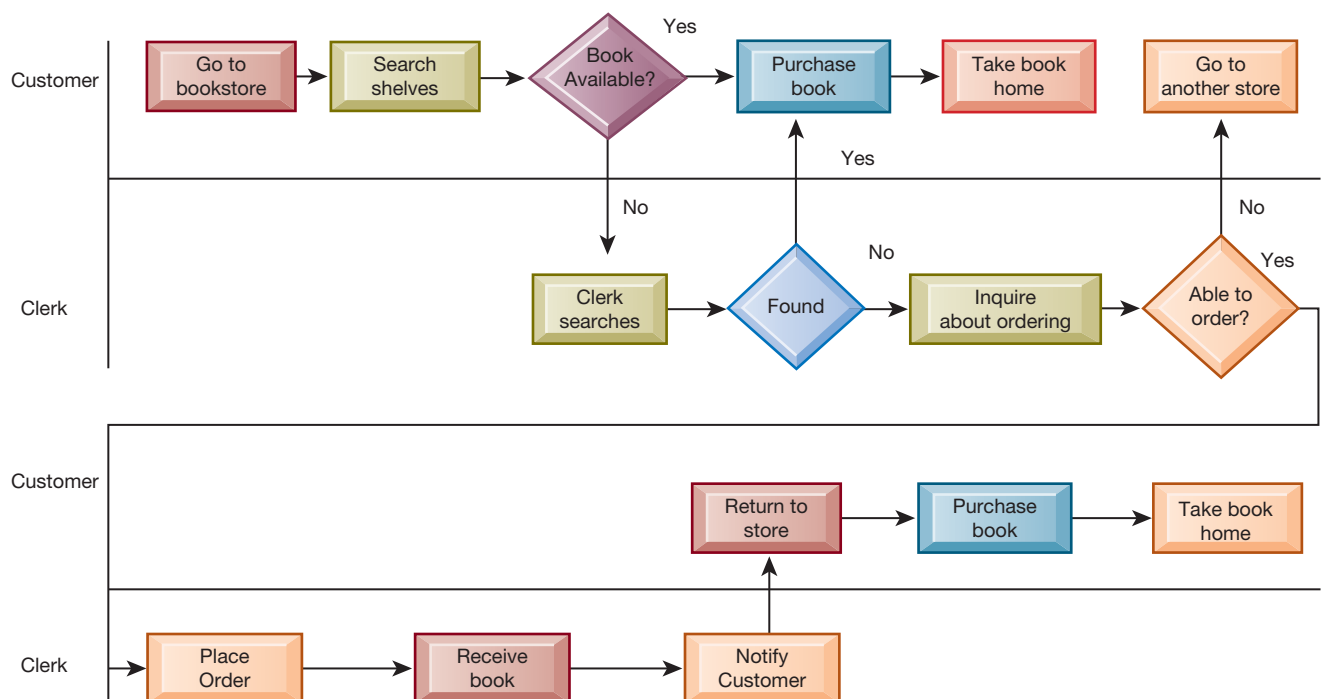 Customer
Go to
bookstore
Search
shelves
Book
Available?
Yes
Purchase
book
Take book
home
Go to
another store
Yes
No
No
Clerk
Clerk
searches
Found
No
Inquire
about ordering
Able to
order?
Yes
Customer
Return to
store
Purchase
book
Take book
home
Clerk
Place
Order
Receive
book
Notify
Customer